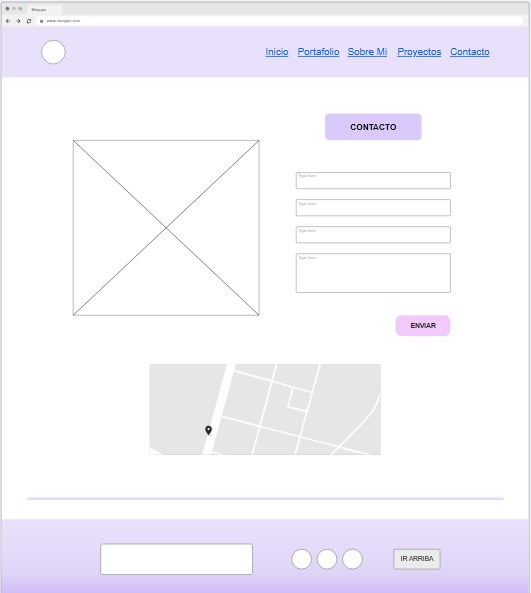 www.moqups.com
Inicio Portafolio Sobre Mi Proyectos Contacto
CONTACTO
Type here
Type here
Type here
Type here
ENVIAR
IR ARRIBA